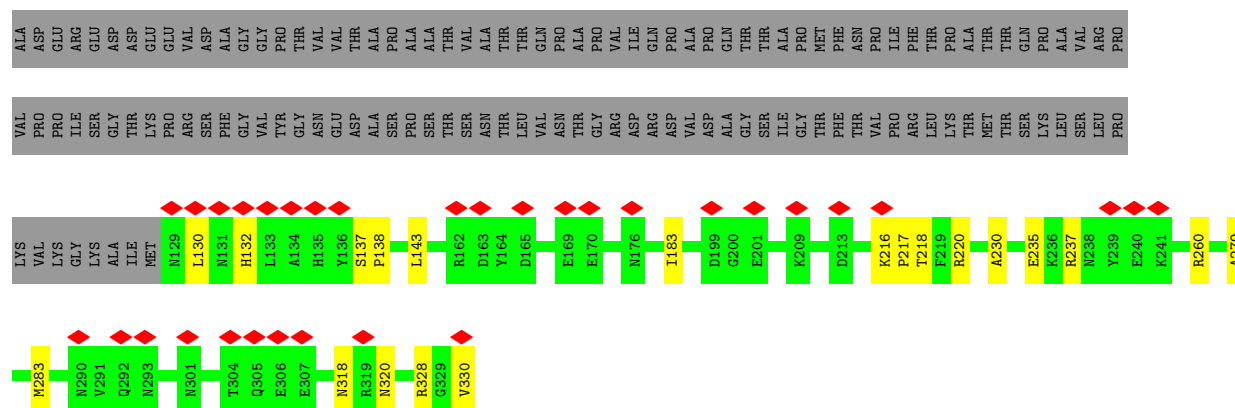 ALA ASP GLU ARG GLU ASP ASP GLU GLU VAL ASP ALA GLY GLY PRO THR VAL VAL THR ALA PRO ALA ALA THR VAL ALA THR THR GLN PRO ALA PRO VAL ILE GLN PRO ALA PRO GLN THR THR ALA PRO MET PHE ASN PRO ILE PHE THR PRO ALA THR THR GLN PRO ALA VAL ARG PRO
VAL PRO PRO ILE SER GLY THR LYS PRO ARG SER PHE GLY VAL TYR GLY ASN GLU ASP ALA SER PRO SER THR SER ASN THR LEU VAL ASN THR GLY ARG ASP ARG ASP VAL ASP ALA GLY SER ILE GLY THR PHE THR VAL PRO ARG LEU LYS THR MET THR SER LYS LEU SER LEU PRO
LYS VAL LYS GLY LYS ALA ILE MET N129 L130 N131 H132 L133 A134 H135 Y136 S137 P138 L143 R162 D163 Y164 D165 E169 E170 N176 I183 D199 G200 E201 K209 D213 K216 P217 T218 F219 R220 A230 E235 K236 R237 N238 Y239 E240 K241 R260
M283 N290 V291 Q292 N293 N301 T304 Q305 E306 E307 N318 R319 N320 R328 G329 V330